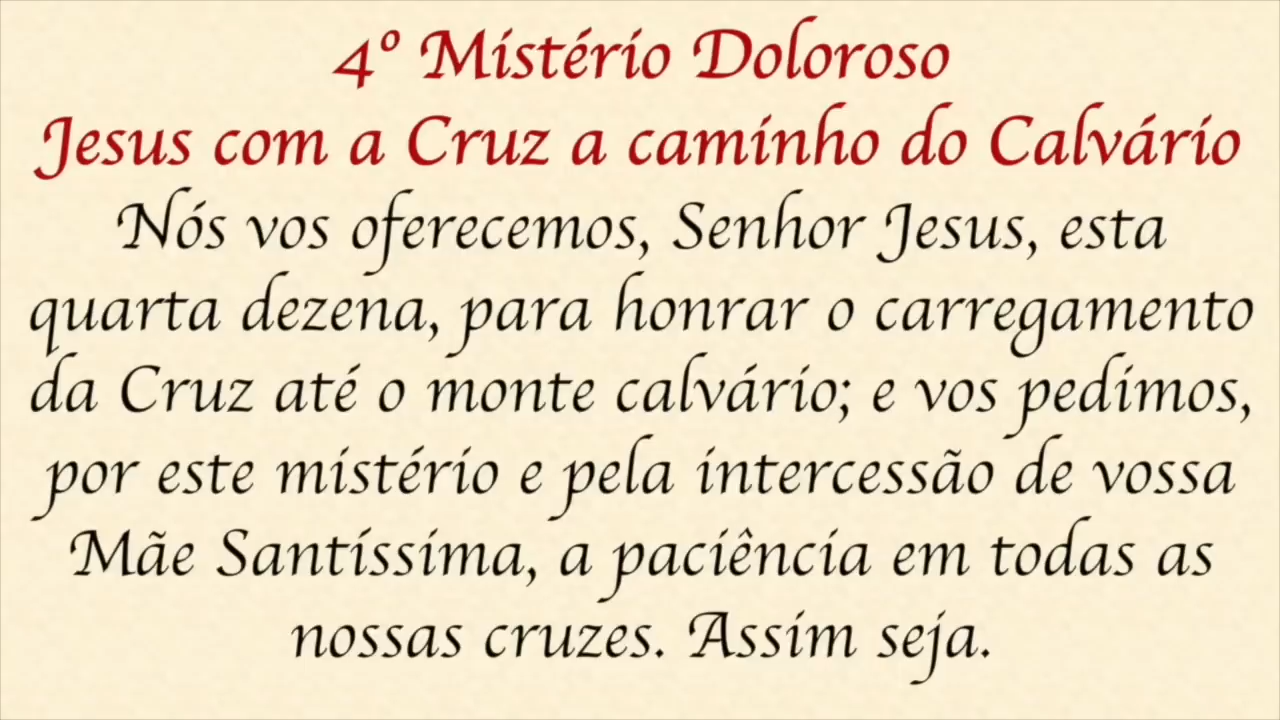 4º Mistério Doloroso
Jesus com a Cruz a caminho do Calvário
Nós vos oferecemos, Senhor Jesus, esta
quarta dezena, para honrar o carregamento
da Cruz até o monte calvário; e vos pedimos,
por este mistério e pela intercessão de vossa
Mãe Santíssima, a paciência em todas as
nossas cruzes. Assim seja.